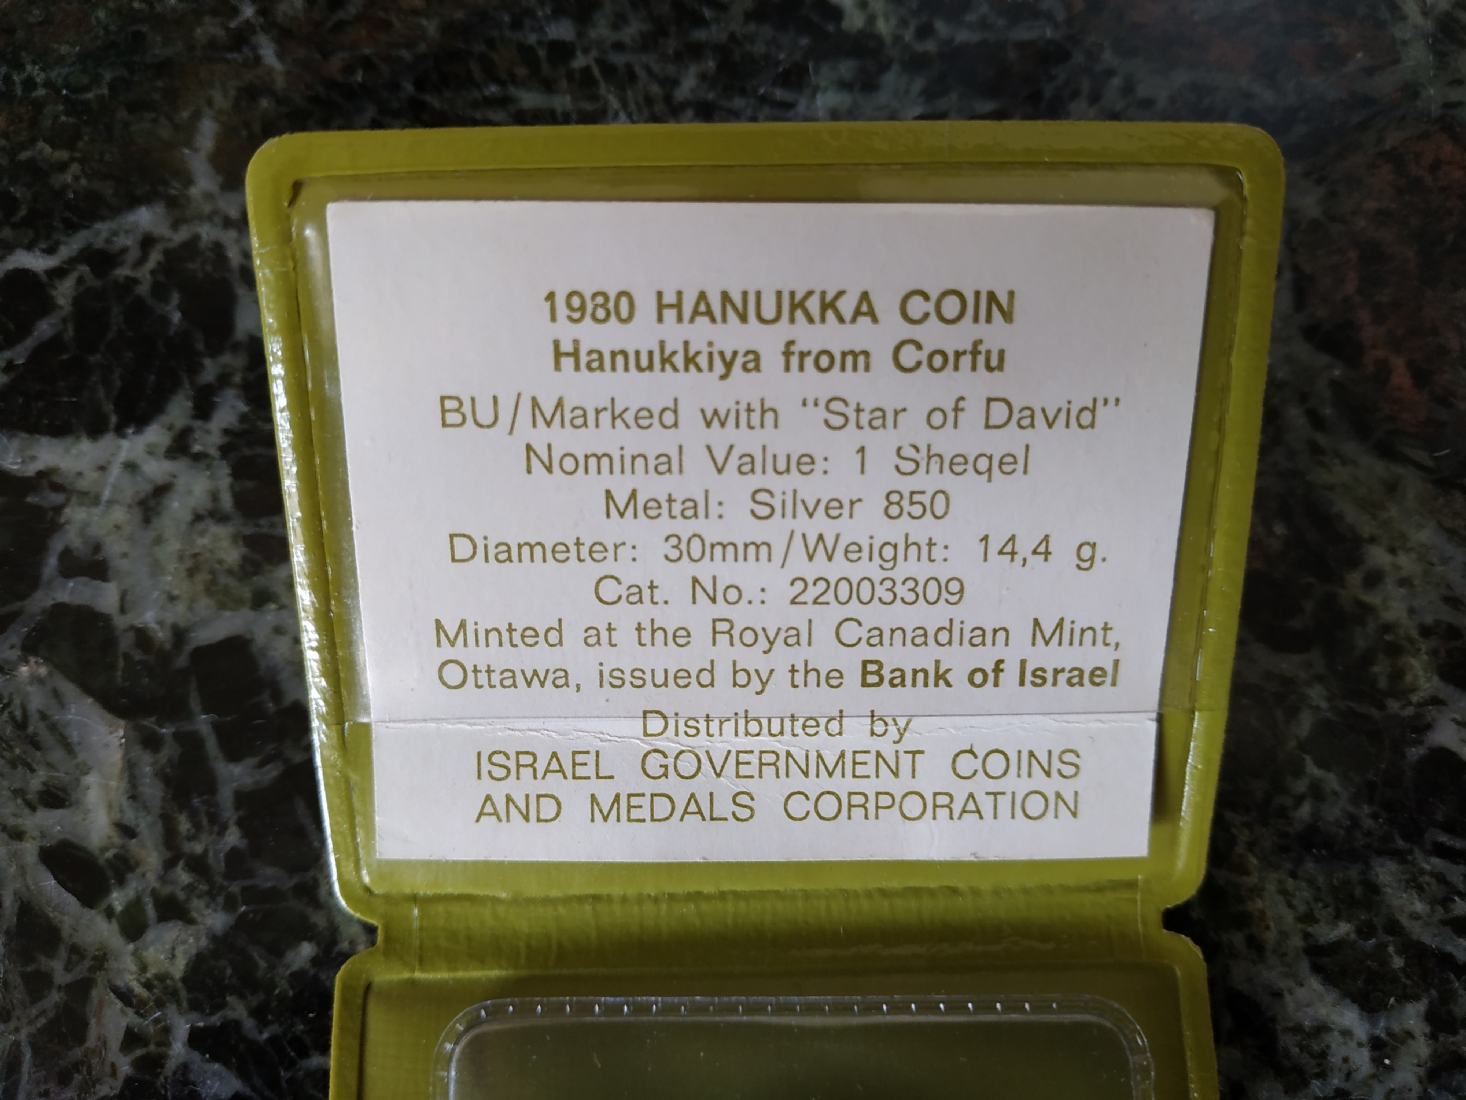 1980 HANUKKA COIN
Hanukkiya from Corfu
BU/Marked with “Star of David”
Nominal Value: 1 Sheqel
Metal: Silver 850
Diameter: 30mm/Weight: 14,4 g.
Cat. No.: 22003309
Minted at the Royal Canadian Mint,
Ottawa, issued by the Bank of Israel
Distributed by
ISRAEL GOVERNMENT COINS
AND MEDALS CORPORATION